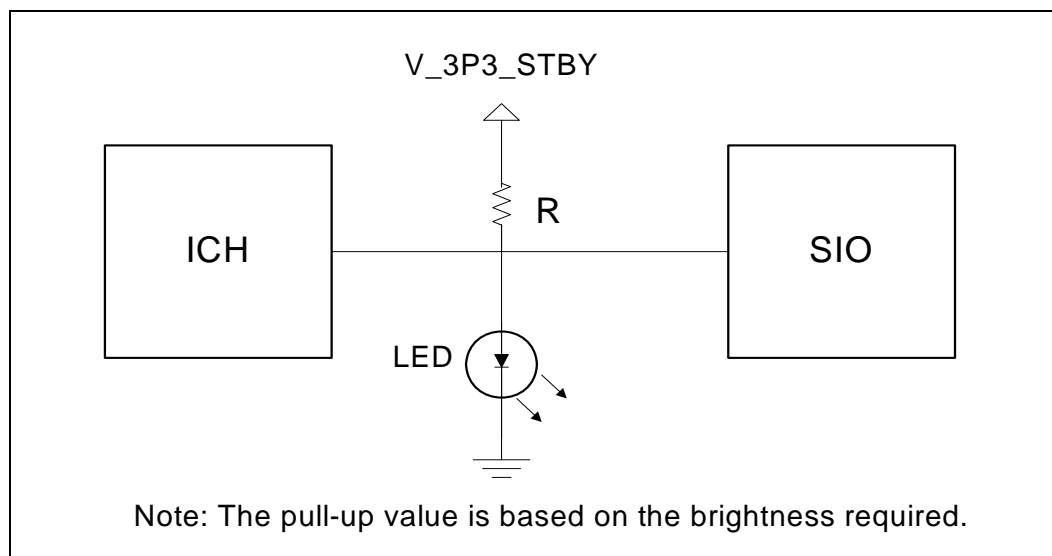 V_3P3_STBY
R
ICH
SIO
LED
Note: The pull-up value is based on the brightness required.